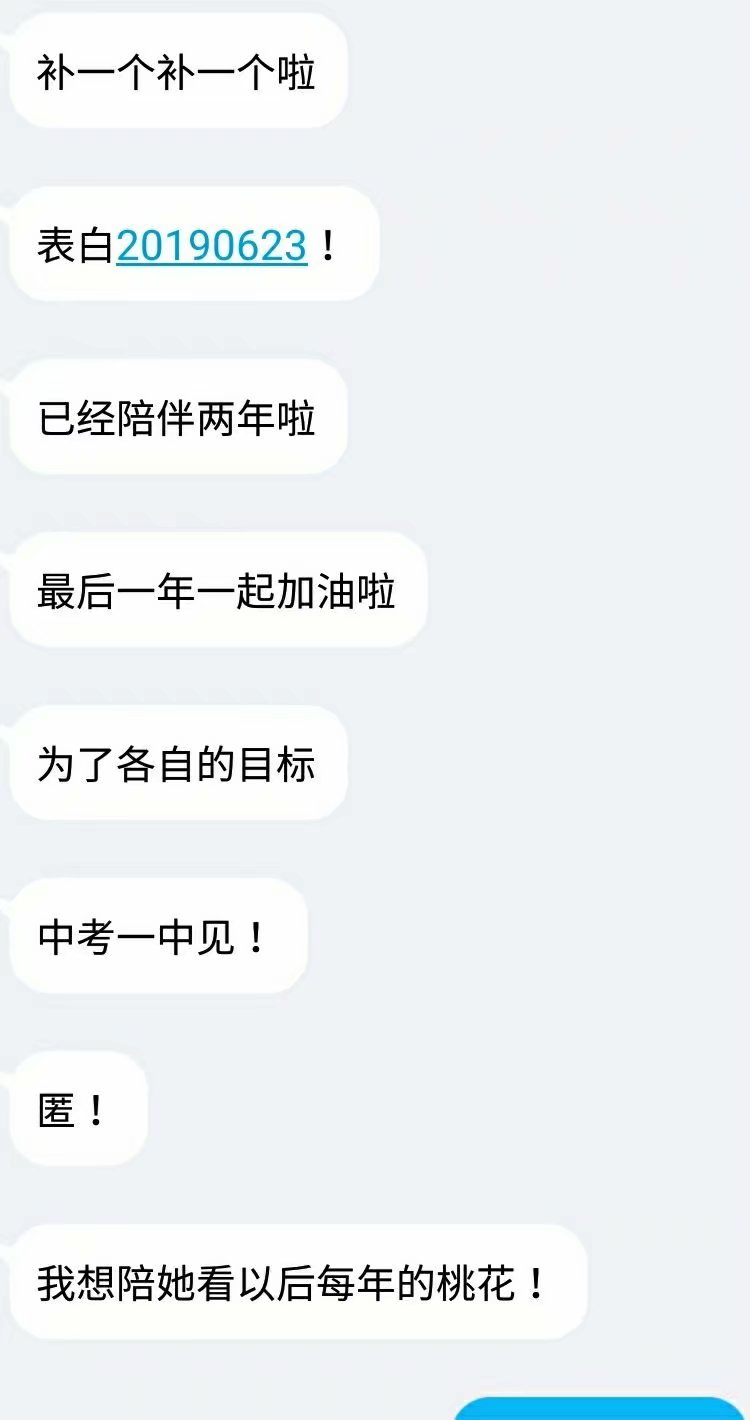 补一个补一个啦
表白20190623！
已经陪伴两年啦
最后一年一起加油啦
为了各自的目标
中考一中见！
匿！
我想陪她看以后每年的桃花！